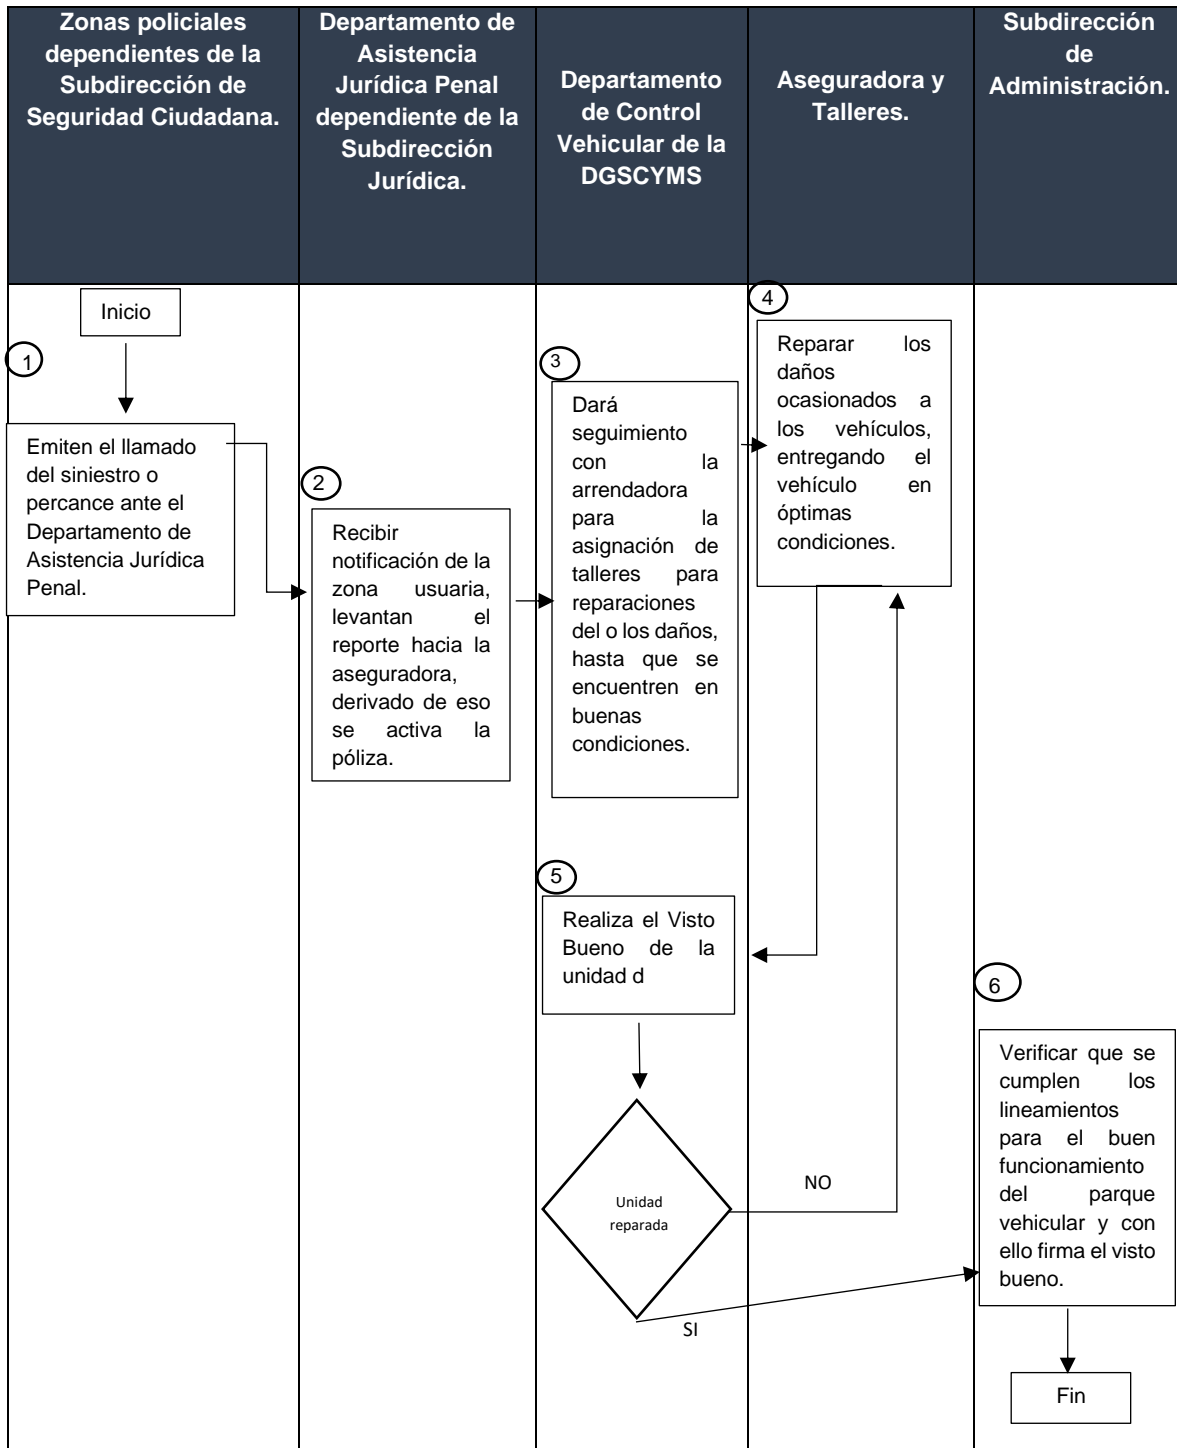 Zonas policiales
dependientes de la
Subdirección de
Seguridad Ciudadana.
Departamento de
Asistencia
Jurídica Penal
dependiente de la
Subdirección
Jurídica.
Departamento
de Control
Vehicular de la
DGSCYMS
Aseguradora y
Talleres.
Subdirección
de
Administración.
Inicio
1
Emiten el llamado
del siniestro o
percance ante el
Departamento de
Asistencia Jurídica
Penal.
2
Recibir
notificación de la
zona usuaria,
levantan el
reporte hacia la
aseguradora,
derivado de eso
se activa la
póliza.
3
Dará
seguimiento
con la
arrendadora
para la
asignación de
talleres para
reparaciones
del o los daños,
hasta que se
encuentren en
buenas
condiciones.
4
Reparar los
daños
ocasionados a
los vehículos,
entregando el
vehículo en
óptimas
condiciones.
5
Realiza el Visto
Bueno de la
unidad d
Unidad
reparada
NO
SI
6
Verificar que se
cumplen los
lineamientos
para el buen
funcionamiento
del parque
vehicular y con
ello firma el visto
bueno.
Fin